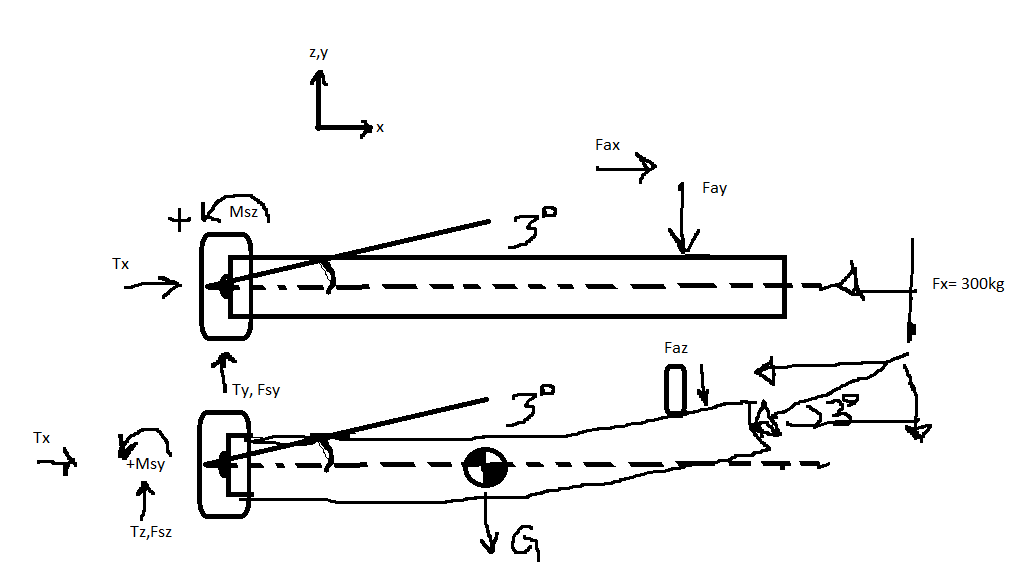 z,y
x
Fax
Fay
+
Msz
3°
Tx
Fx= 300kg
Ty, Fsy
Faz
3°
3°
Tx
+Msy
Tz,Fsz
G